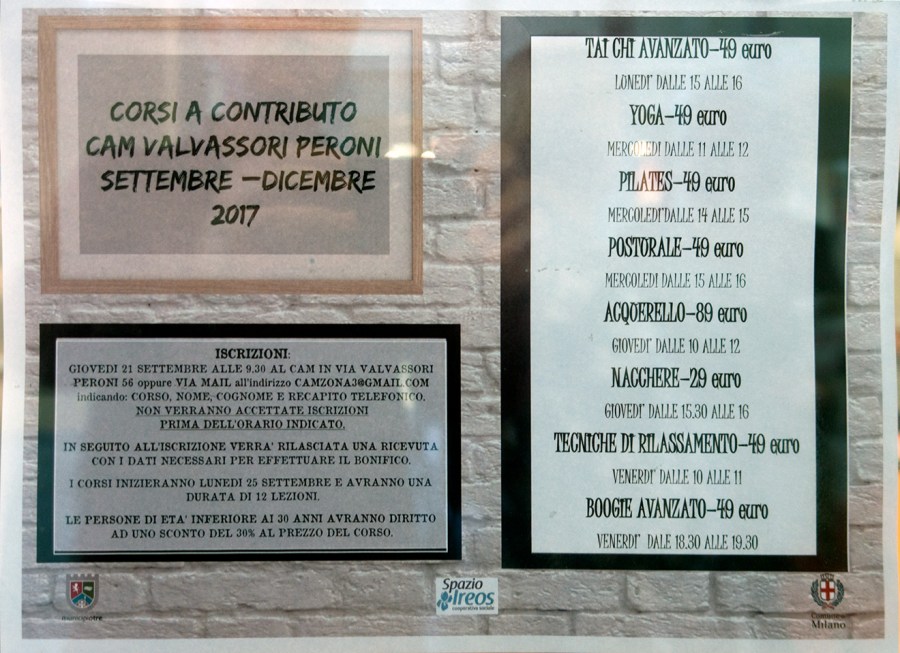 CORSI A CONTRIBUTO
CAM VALVASSORI PERONI
SETTEMBRE –DICEMBRE
2017
ISCRIZIONI:
GIOVEDI 21 SETTEMBRE ALLE 9.30 AL CAM IN VIA VALVASSORI
PERONI 56 oppure VIA MAIL all'indirizzo CAMZONA3@GMAIL.COM
indicando: CORSO, NOME, COGNOME E RECAPITO TELEFONICO.
NON VERRANNO ACCETTATE ISCRIZIONI
PRIMA DELL'ORARIO INDICATO.
IN SEGUITO ALL'ISCRIZIONE VERRA' RILASCIATA UNA RICEVUTA
CON I DATI NECESSARI PER EFFETTUARE IL BONIFICO.
I CORSI INIZIERANNO LUNEDI 25 SETTEMBRE E AVRANNO UNA
DURATA DI 12 LEZIONI.
LE PERSONE DI ETA' INFERIORE AI 30 ANNI AVRANNO DIRITTO
AD UNO SCONTO DEL 30% AL PREZZO DEL CORSO.
TAI CHI AVANZATO–49 euro
LUNEDI' DALLE 15 ALLE 16
YOGA–49 euro
MERCOLEDI DALLE 11 ALLE 12
PILATES–49 euro
MERCOLEDI'DALLE 14 ALLE 15
POSTURALE–49 euro
MERCOLEDI DALLE 15 ALLE 16
ACQUERELLO–89 euro
GIOVEDI' DALLE 10 ALLE 12
NACCHERE–29 euro
GIOVEDI' DALLE 15,30 ALLE 16
TECNICHE DI RILASSAMENTO–49 euro
VENERDI' DALLE 10 ALLE 11
BOOGIE AVANZATO–49 euro
VENERDI' DALE 18.30 ALLE 19.30
municipiotre
Spazio
Ireos
cooperativa sociale
Comune di
Milano